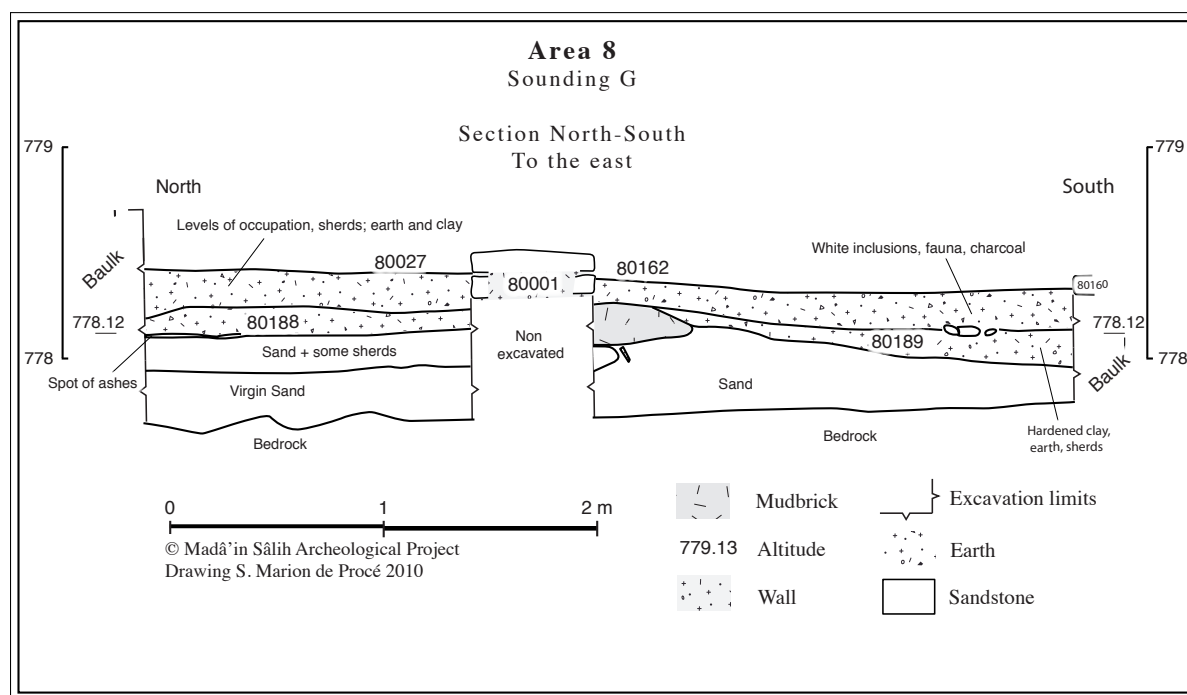 Area 8
Sounding G
Section North-South
To the east
779
779
North
South
Levels of occupation, sherds; earth and clay
White inclusions, fauna, charcoal
Baulk
80027
80001
80162
80160
778.12
80188
778.12
80189
778
Non
excavated
778
Sand + some sherds
Baulk
Spot of ashes
Virgin Sand
Sand
Bedrock
Bedrock
Hardened clay,
earth, sherds
0
1
2 m
© Madâ'in Sâlih Archeological Project
Drawing S. Marion de Procé 2010
Mudbrick
Excavation limits
779.13
Altitude
Earth
Wall
Sandstone